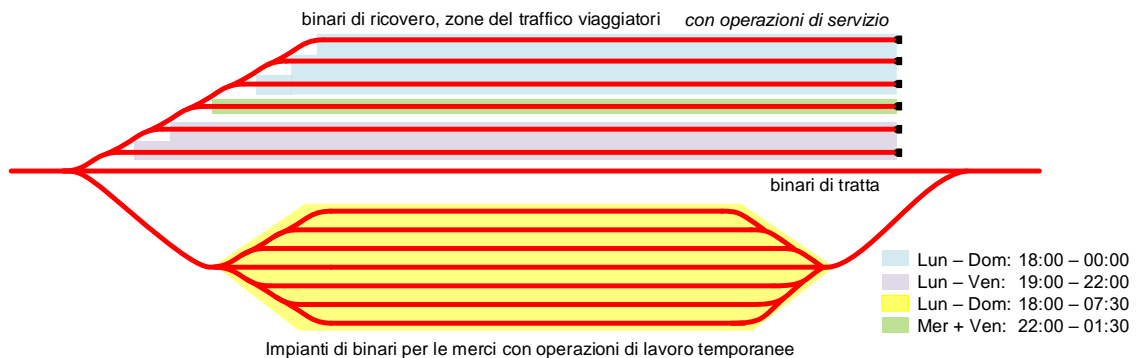 binari di ricovero, zone del traffico viaggiatori con operazioni di servizio
binari di tratta
Lun – Dom: 18:00 – 00:00
Lun – Ven: 19:00 – 22:00
Lun – Dom: 18:00 – 07:30
Mer + Ven: 22:00 – 01:30
Impianti di binari per le merci con operazioni di lavoro temporanee